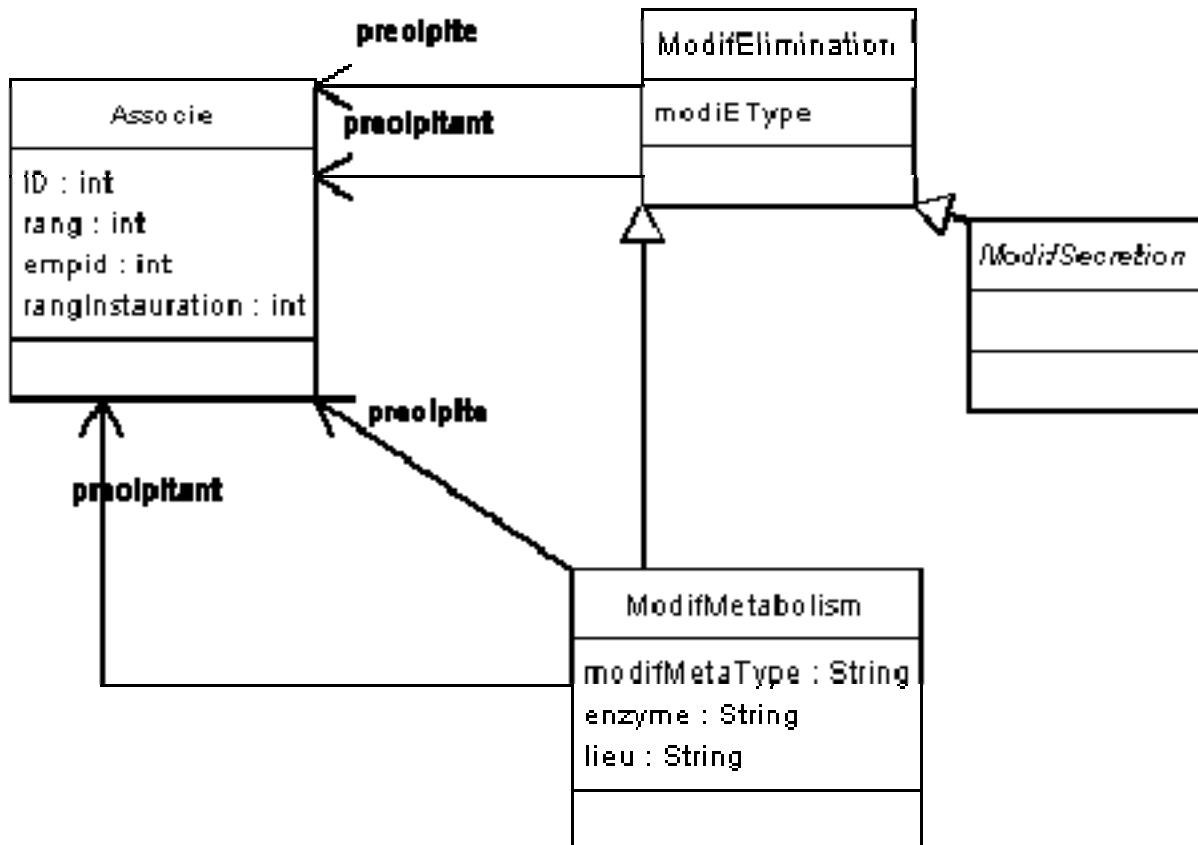 precipite
ModifElimination
Associe
precipitant
modiEType
ID : int
rang : int
empid : int
rangInstauration : int
ModifSecretion
precipite
precipitant
ModifMetabolism
modifMetaType : String
enzyme : String
lieu : String